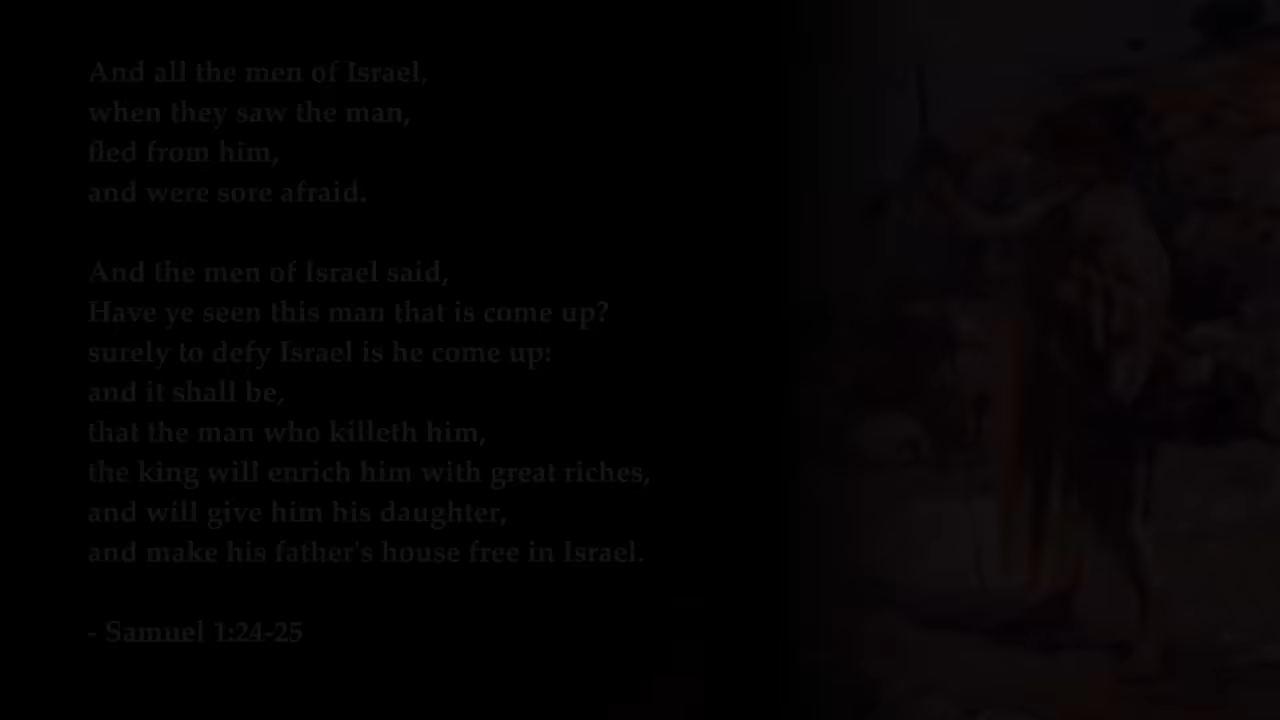 And all the men of Israel,
when they saw the man,
fled from him,
and were sore afraid.
And the men of Israel said,
Have ye seen this man that is come up?
surely to defy Israel is he come up:
and it shall be,
that the man who killeth him,
the king will enrich him with great riches,
and will give him his daughter,
and make his father's house free in Israel.
- Samuel 1:24-25